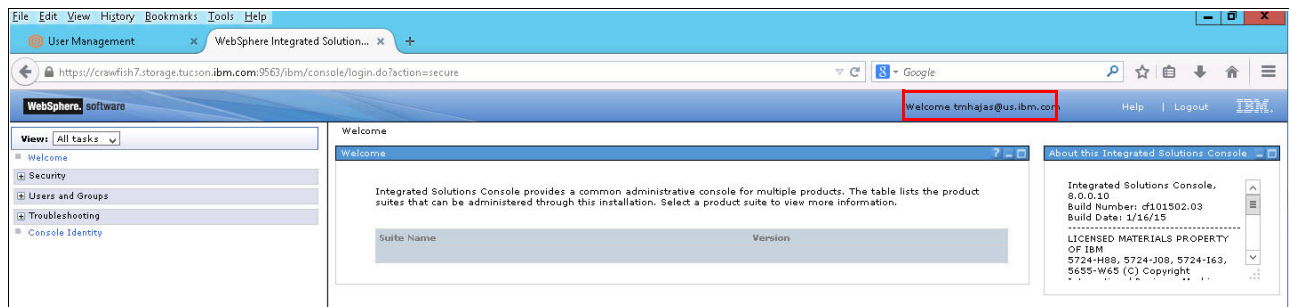 File Edit View History Bookmarks Tools Help
User Management × WebSphere Integrated Solution... × +
https://crawfish7.storage.tucson.ibm.com:9563/ibm/console/login.do?action=secure Google
WebSphere. software Welcome tmhajas@us.ibm.com Help | Logout IBM.
View: All tasks
Welcome
Security
Users and Groups
Troubleshooting
Console Identity
Welcome
Welcome
Integrated Solutions Console provides a common administrative console for multiple products. The table lists the product
suites that can be administered through this installation. Select a product suite to view more information.
Suite Name Version
About this Integrated Solutions Console
Integrated Solutions Console,
8.0.0.10
Build Number: cf101502.03
Build Date: 1/16/15
LICENSED MATERIALS PROPERTY
OF IBM
5724-H88, 5724-J08, 5724-I63,
5655-W65 (C) Copyright